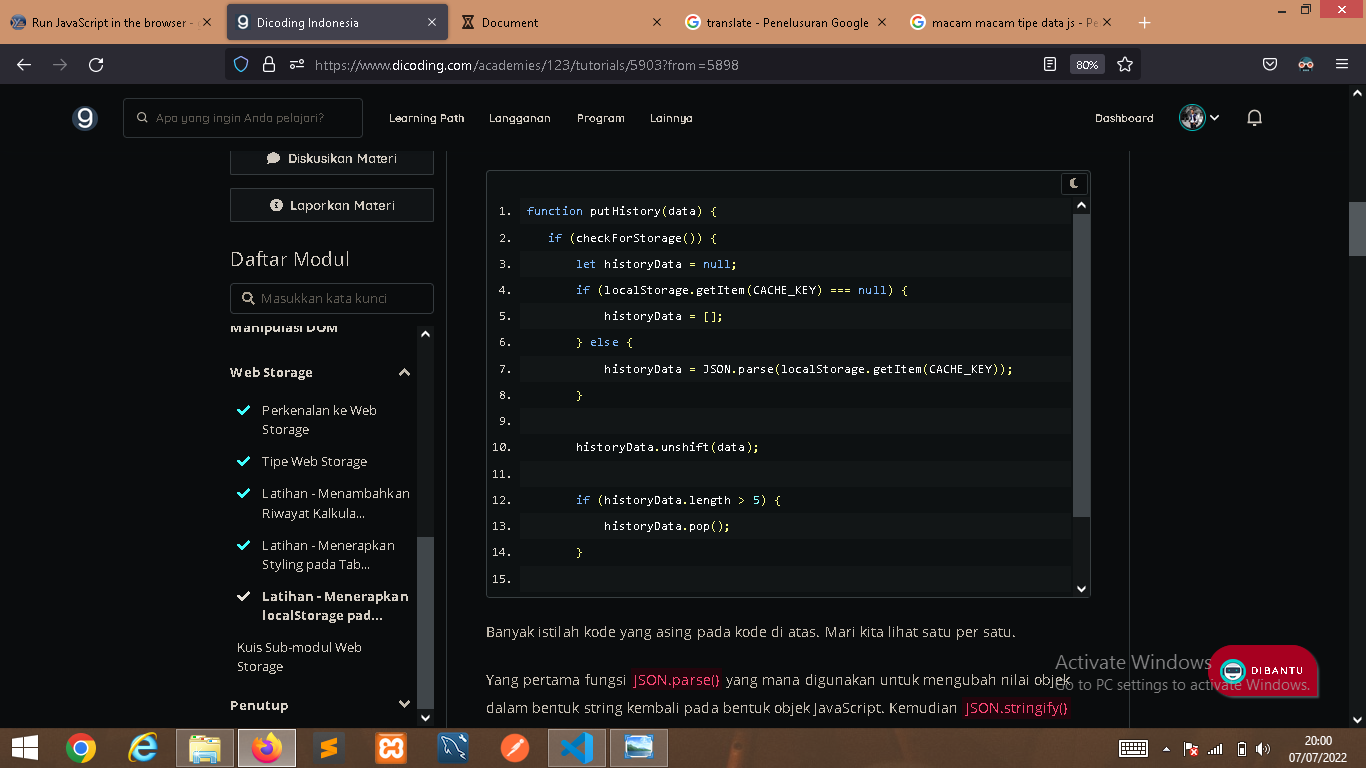 Run JavaScript in the browser -
Dicoding Indonesia
Document
translate - Penelusuran Google
macam macam tipe data js - Pe
https://www.dicoding.com/academies/123/tutorials/5903?from=5898
80%
Apa yang ingin Anda pelajari?
Learning Path
Langganan
Program
Lainnya
Dashboard
Diskusikan Materi
Laporkan Materi
Daftar Modul
Masukkan kata kunci
Manipulasi DOM
Web Storage
Perkenalan ke Web
Storage
Tipe Web Storage
Latihan - Menambahkan
Riwayat Kalkula...
Latihan - Menerapkan
Styling pada Tab...
Latihan - Menerapkan
localStorage pad...
Kuis Sub-modul Web
Storage
Penutup
1. function putHistory(data) {
2. if (checkForStorage()) {
3. let historyData = null;
4. if (localStorage.getItem(CACHE_KEY) === null) {
5. historyData = [];
6. } else {
7. historyData = JSON.parse(localStorage.getItem(CACHE_KEY));
8. }
9.
10. historyData.unshift(data);
11.
12. if (historyData.length > 5) {
13. historyData.pop();
14. }
15.
Banyak istilah kode yang asing pada kode di atas. Mari kita lihat satu per satu.
Yang pertama fungsi JSON.parse() yang mana digunakan untuk mengubah nilai objek
dalam bentuk string kembali pada bentuk objek JavaScript. Kemudian JSON.stringify()
Activate Windows
Go to PC settings to activate Windows.
DIBANTU
20:00
07/07/2022